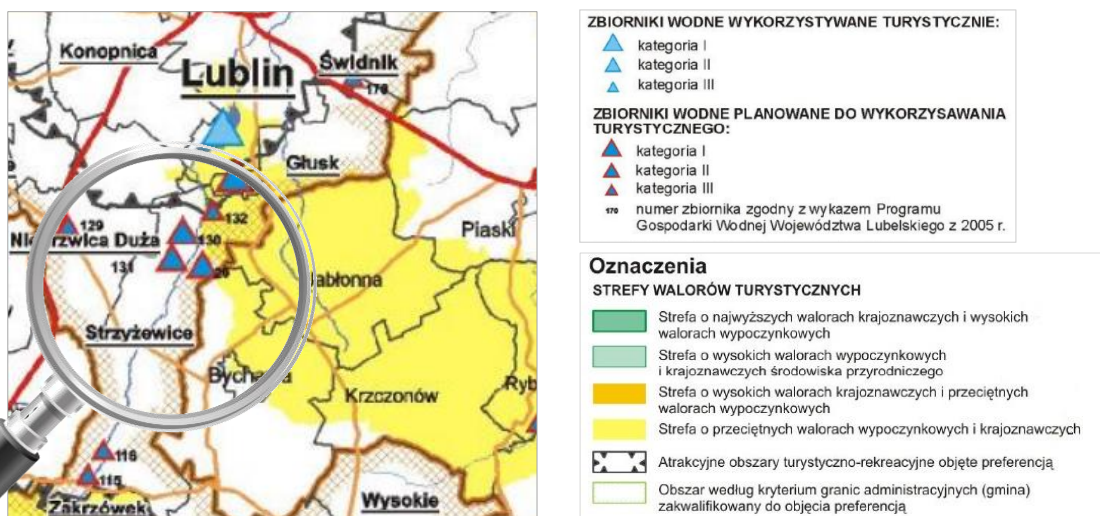 Konopnica
Lublin
Świdnik
170
Głusk
129
132
Piaski
130
131
Jabłonna
Strzyżewice
Bychawa
Krzczonów
116
115
Zakrzówek
Wysokie
ZBIORNIKI WODNE WYKORZYSTYWANE TURYSTYCZNIE:
kategoria I
kategoria II
kategoria III
ZBIORNIKI WODNE PLANOWANE DO WYKORZYSAWANIA
TURYSTYCZNEGO:
kategoria I
kategoria II
kategoria III
170 numer zbiornika zgodny z wykazem Programu
Gospodarki Wodnej Województwa Lubelskiego z 2005 r.
Oznaczenia
STREFY WALORÓW TURYSTYCZNYCH
Strefa o najwyższych walorach krajoznawczych i wysokich
walorach wypoczynkowych
Strefa o wysokich walorach wypoczynkowych
i krajoznawczych środowiska przyrodniczego
Strefa o wysokich walorach krajoznawczych i przeciętnych
walorach wypoczynkowych
Strefa o przeciętnych walorach wypoczynkowych i krajoznawczych
Atrakcyjne obszary turystyczno-rekreacyjne objęte preferencją
Obszar według kryterium granic administracyjnych (gmina)
zakwalifikowany do objęcia preferencją